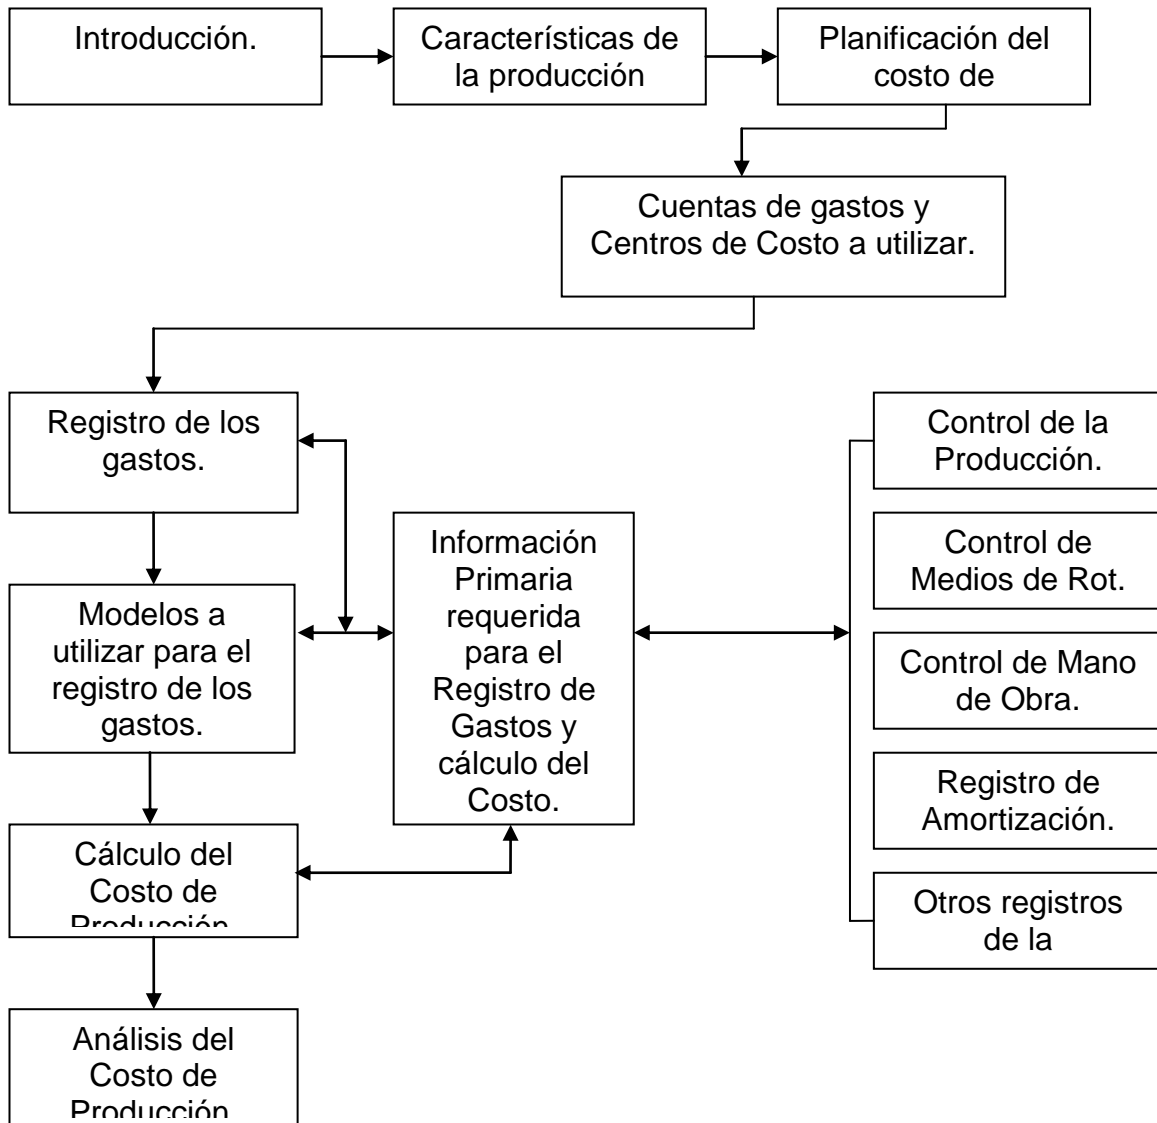 Introducción.
Características de
la producción
Planificación del
costo de
Cuentas de gastos y
Centros de Costo a utilizar.
Registro de los
gastos.
Modelos a
utilizar para el
registro de los
gastos.
Cálculo del
Costo de
Producción
Análisis del
Costo de
Producción
Información
Primaria
requerida
para el
Registro de
Gastos y
cálculo del
Costo.
Control de la
Producción.
Control de
Medios de Rot.
Control de Mano
de Obra.
Registro de
Amortización.
Otros registros
de la